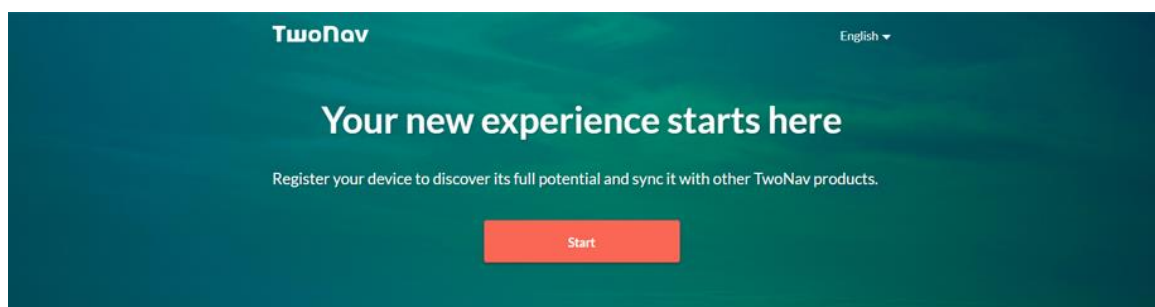 TwoNav
English
Your new experience starts here
Register your device to discover its full potential and sync it with other TwoNav products.
Start